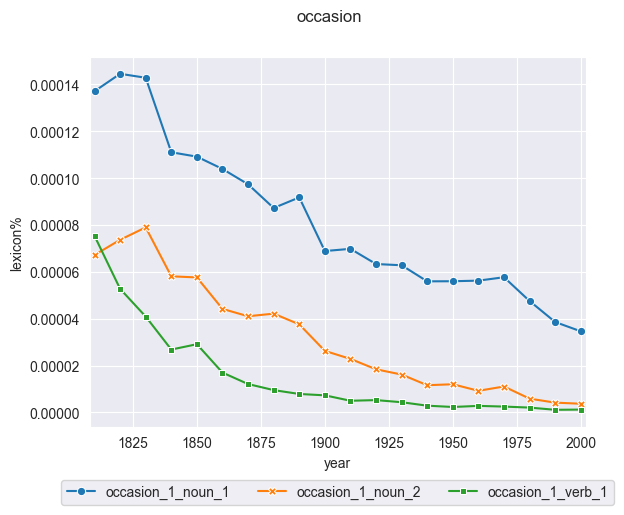 occasion
0.00014
0.00012
0.00010
0.00008
0.00006
0.00004
0.00002
0.00000
lexicon%
1825 1850 1875 1900 1925 1950 1975 2000
year
occasion_1_noun_1 occasion_1_noun_2 occasion_1_verb_1